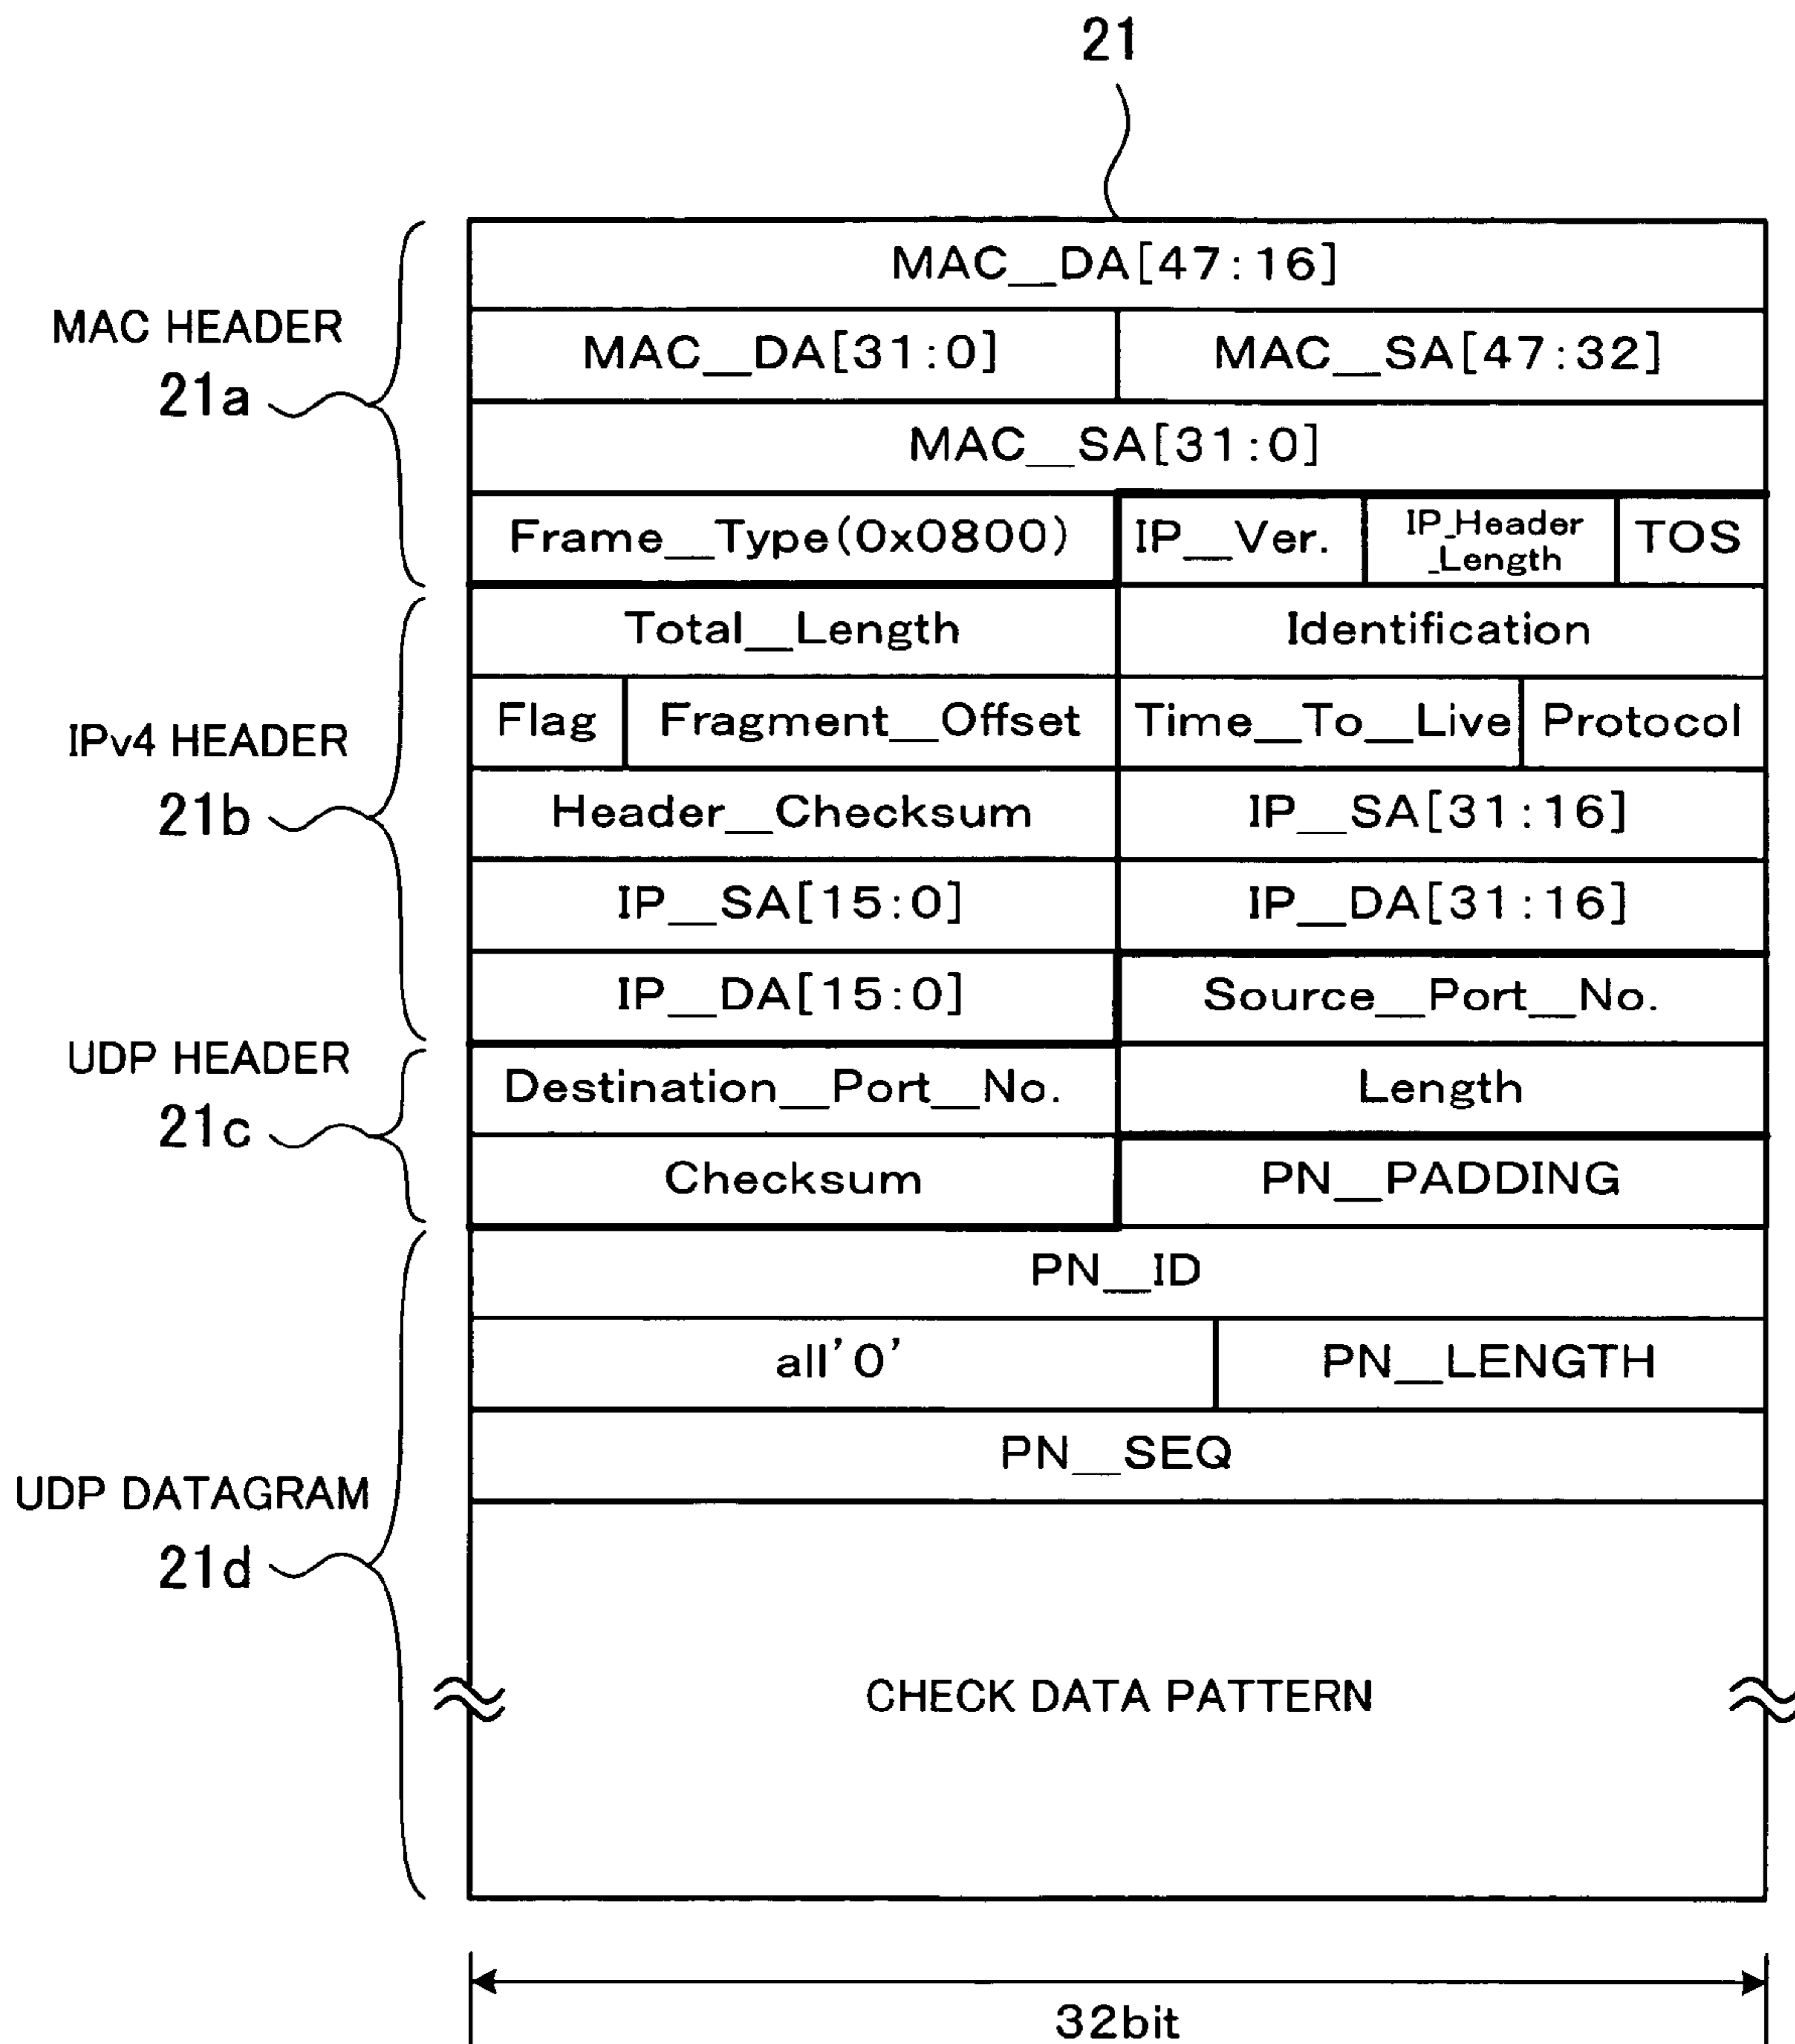 21
MAC__DA[47:16]
MAC HEADER
21a
MAC__DA[31:0] MAC__SA[47:32]
MAC__SA[31:0]
Frame__Type(0x0800) IP__Ver. IP_Header
_Length TOS
IPv4 HEADER
21b
Total__Length Identification
Flag Fragment__Offset Time__To__Live Protocol
Header__Checksum IP__SA[31:16]
IP__SA[15:0] IP__DA[31:16]
IP__DA[15:0] Source__Port__No.
UDP HEADER
21c
Destination__Port__No. Length
Checksum PN__PADDING
PN__ID
all'0' PN__LENGTH
PN__SEQ
UDP DATAGRAM
21d
CHECK DATA PATTERN
32bit